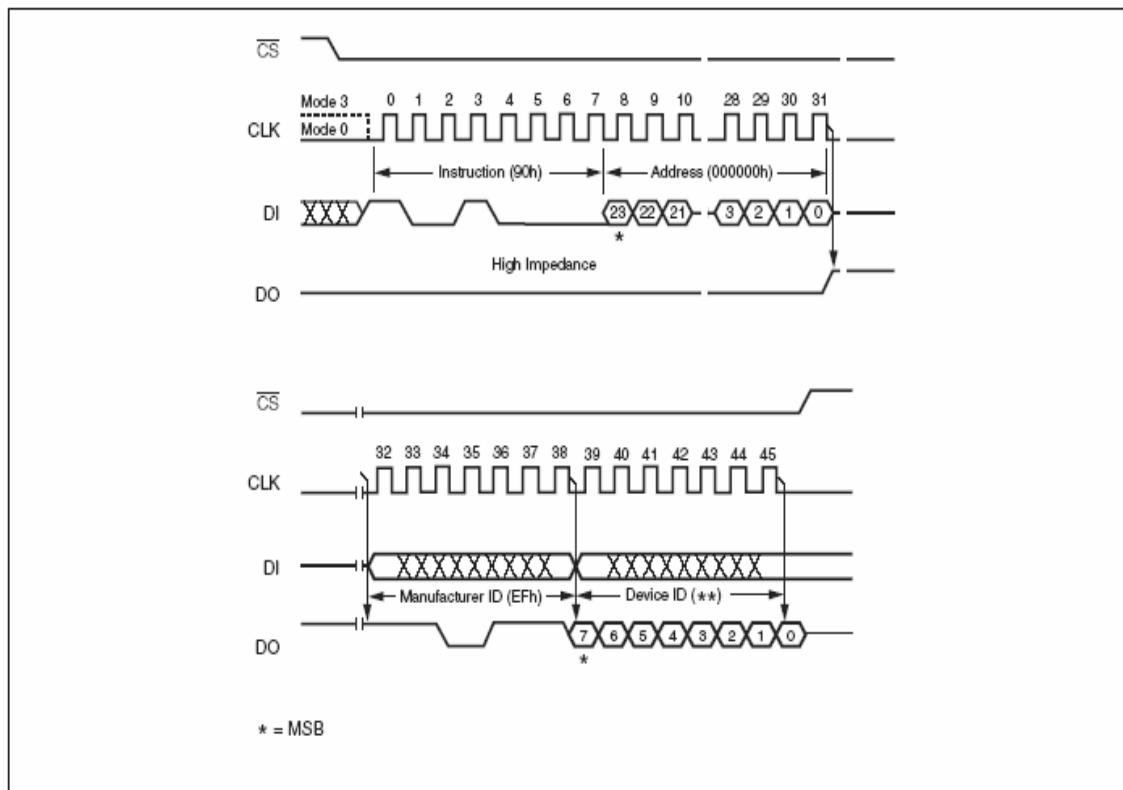 CS
Mode 3
0 1 2 3 4 5 6 7 8 9 10 28 29 30 31
CLK
Mode 0
Instruction (90h)
Address (000000h)
DI
23 22 21 3 2 1 0
*
High Impedance
DO
CS
32 33 34 35 36 37 38 39 40 41 42 43 44 45
CLK
DI
Manufacturer ID (EFh)
Device ID (**)
DO
7 6 5 4 3 2 1 0
*
* = MSB